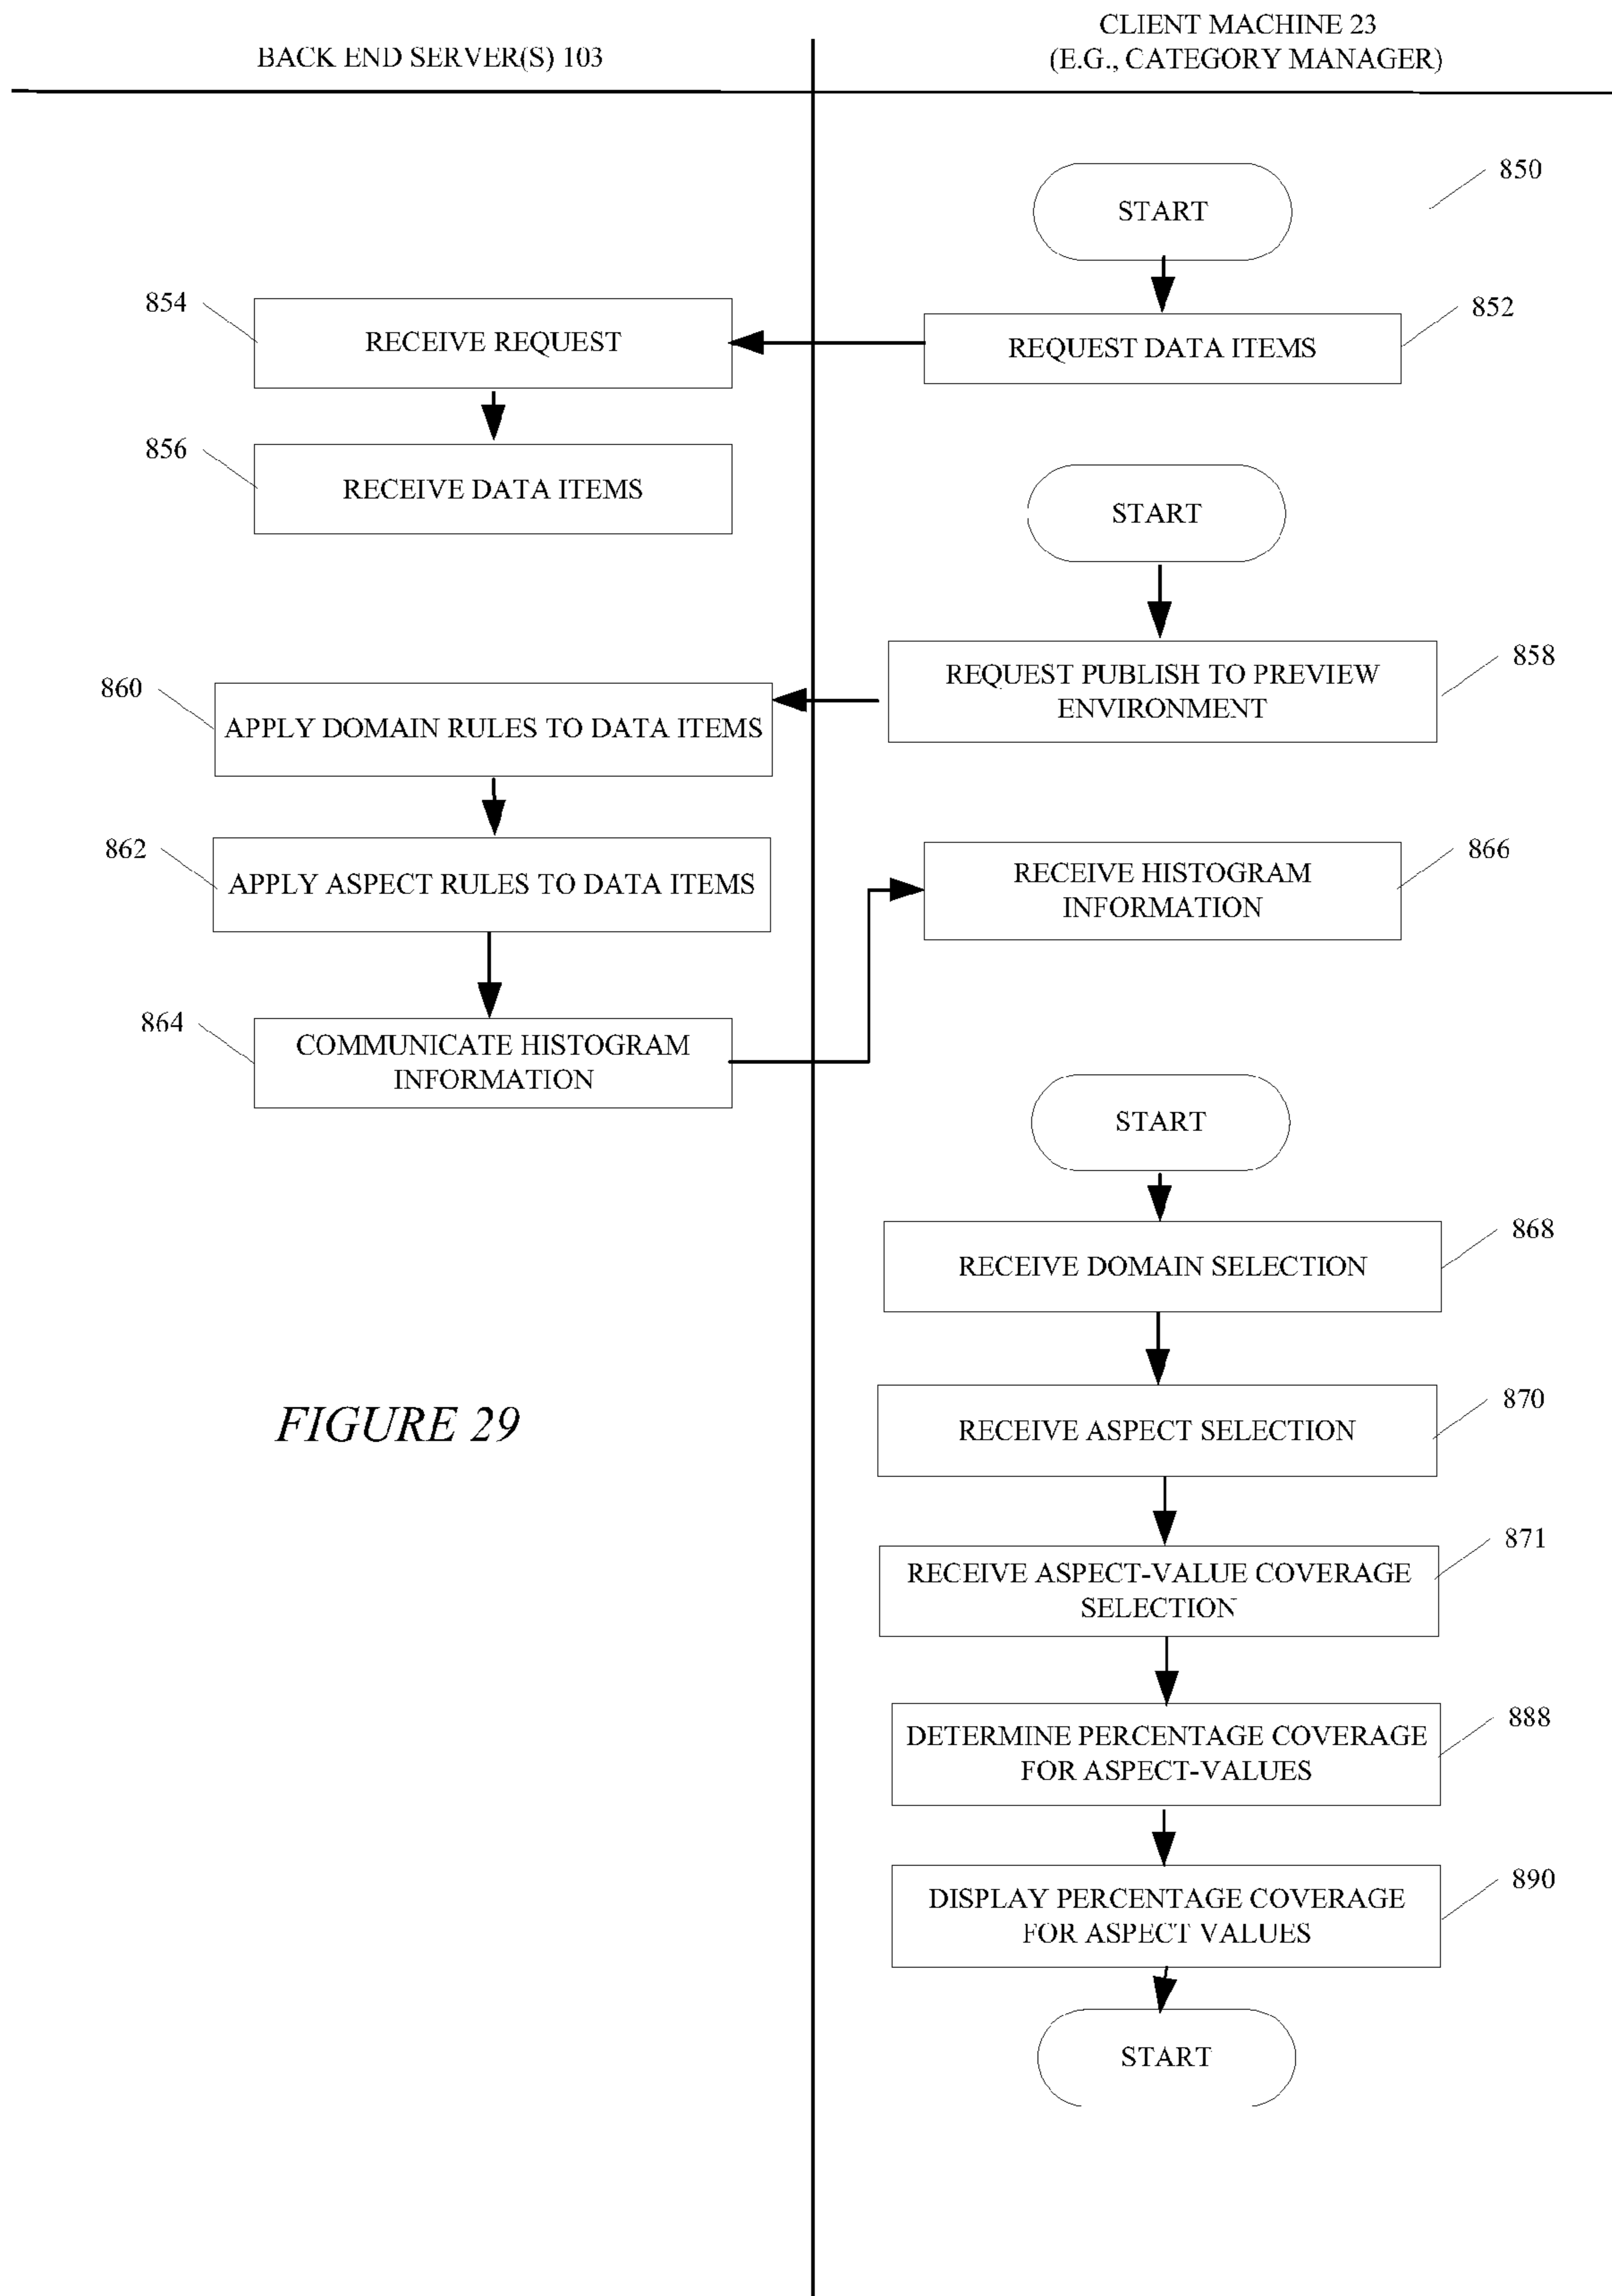 BACK END SERVER(S) 103
CLIENT MACHINE 23
(E.G., CATEGORY MANAGER)
850
START
854
RECEIVE REQUEST
852
REQUEST DATA ITEMS
856
RECEIVE DATA ITEMS
START
858
REQUEST PUBLISH TO PREVIEW
ENVIRONMENT
860
APPLY DOMAIN RULES TO DATA ITEMS
862
APPLY ASPECT RULES TO DATA ITEMS
866
RECEIVE HISTOGRAM
INFORMATION
864
COMMUNICATE HISTOGRAM
INFORMATION
START
868
RECEIVE DOMAIN SELECTION
870
RECEIVE ASPECT SELECTION
FIGURE 29
871
RECEIVE ASPECT-VALUE COVERAGE
SELECTION
888
DETERMINE PERCENTAGE COVERAGE
FOR ASPECT-VALUES
890
DISPLAY PERCENTAGE COVERAGE
FOR ASPECT VALUES
START